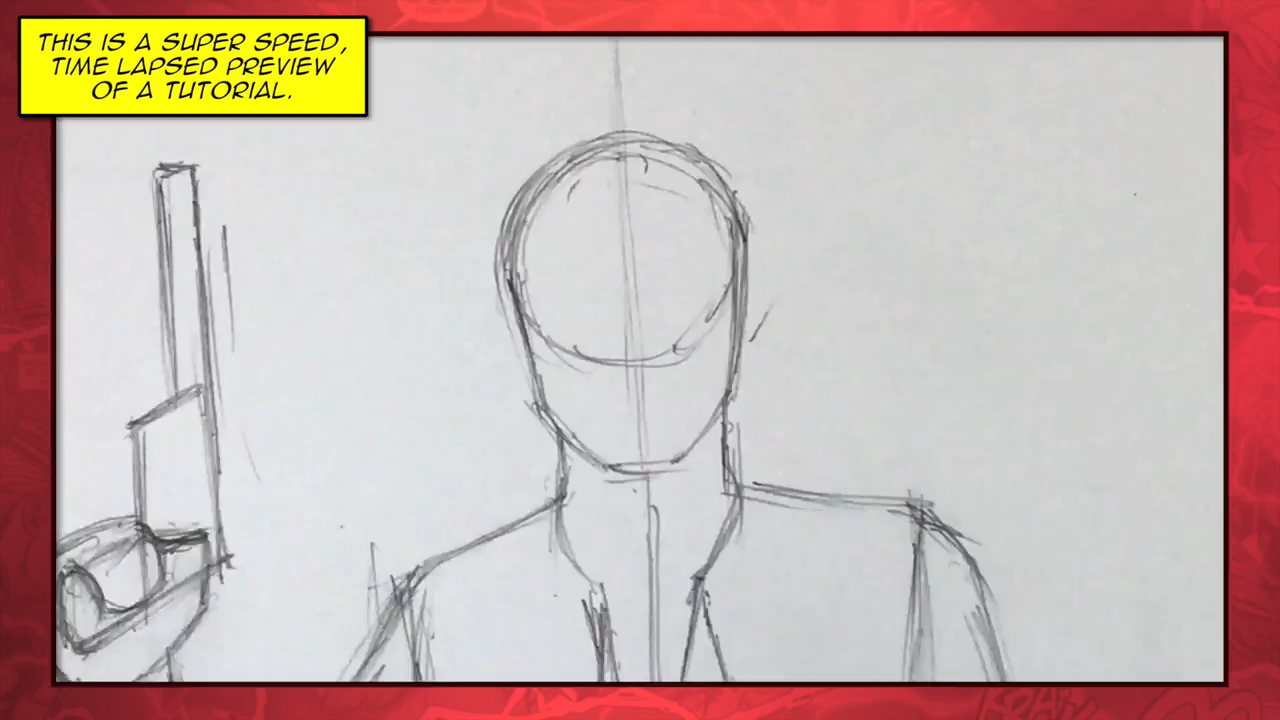 THIS IS A SUPER SPEED,
TIME LAPSED PREVIEW
OF A TUTORIAL.